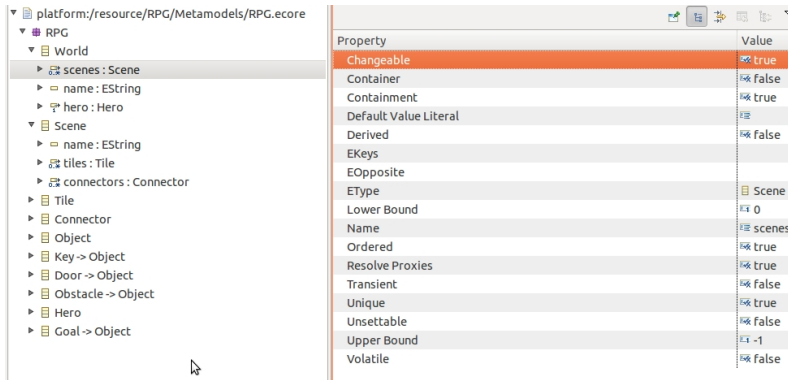 platform:/resource/RPG/Metamodels/RPG.ecore
RPG
World
scenes : Scene
name : EString
hero : Hero
Scene
name : EString
tiles : Tile
connectors : Connector
Tile
Connector
Object
Key -> Object
Door -> Object
Obstacle -> Object
Hero
Goal -> Object
Property Value
Changeable true
Container false
Containment true
Default Value Literal
Derived false
EKeys
EOpposite
EType Scene
Lower Bound 0
Name scenes
Ordered true
Resolve Proxies true
Transient false
Unique true
Unsettable false
Upper Bound -1
Volatile false